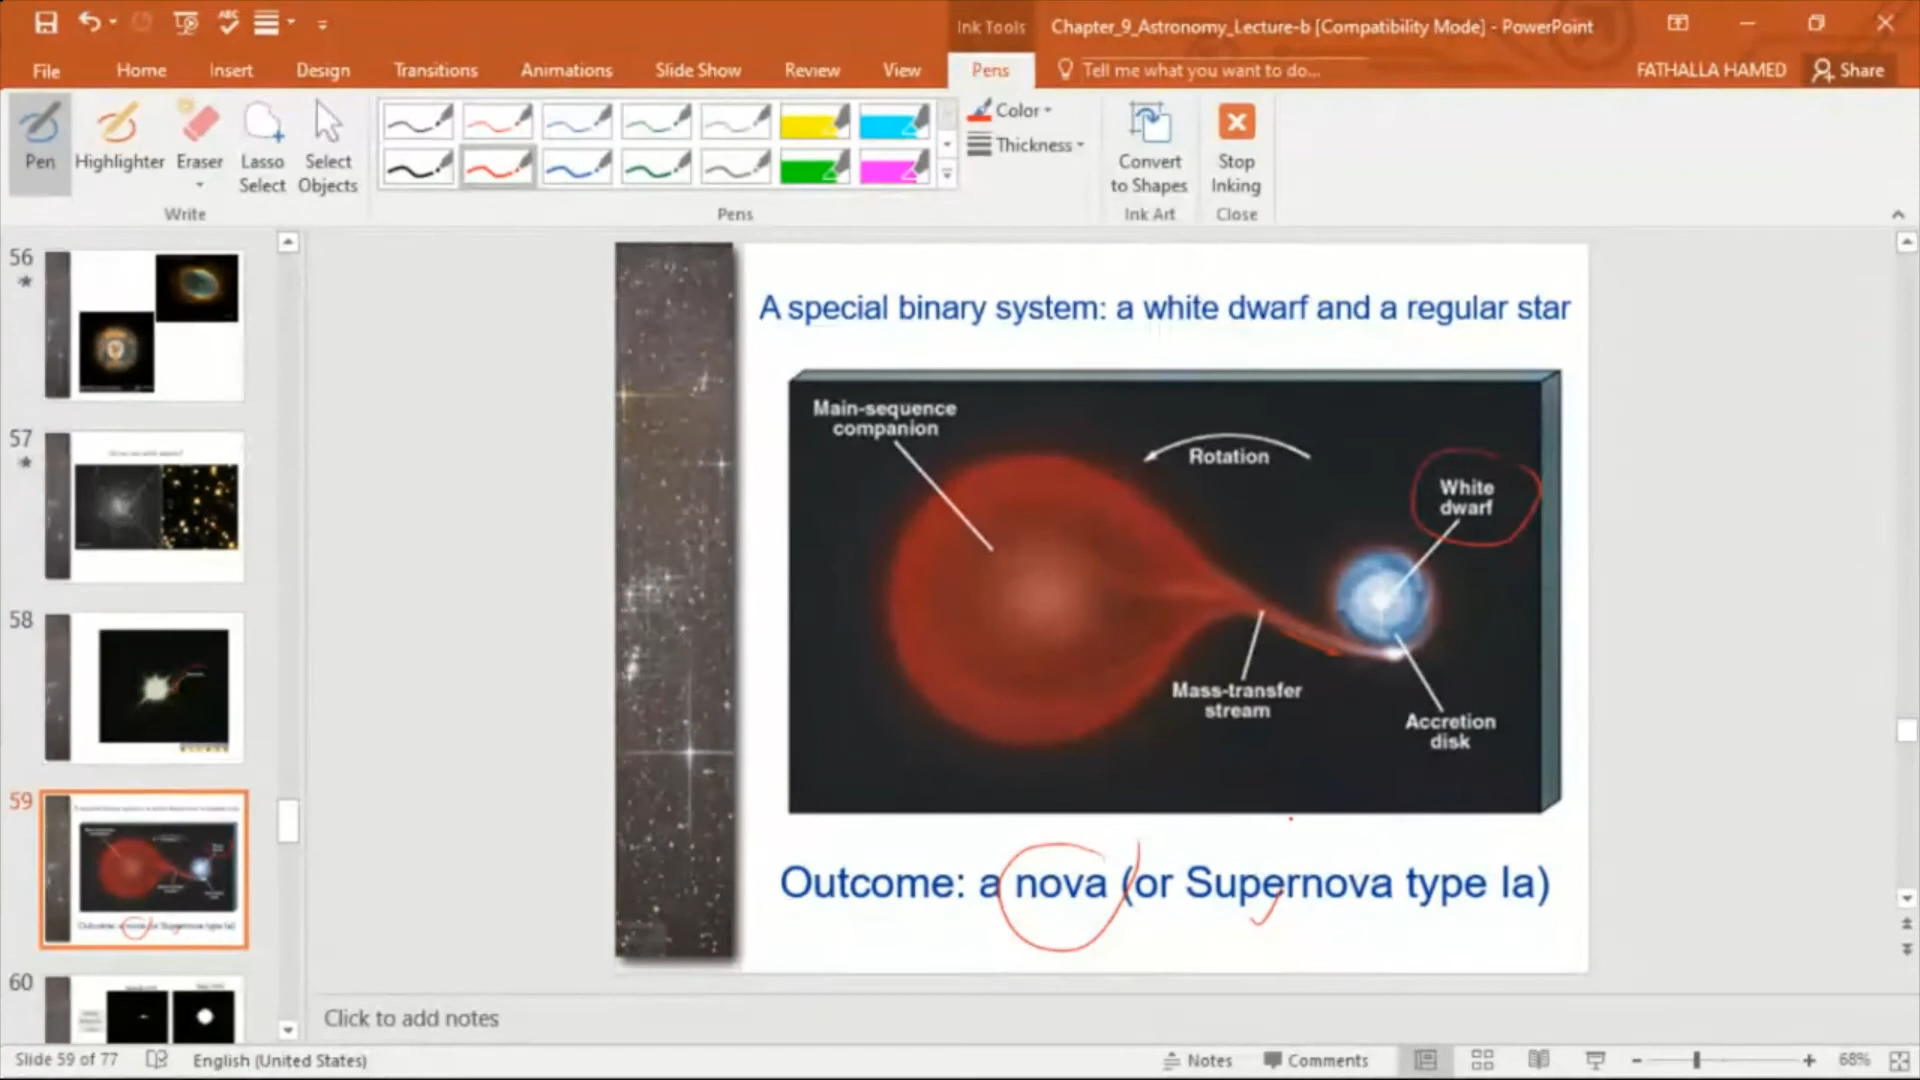 Ink Tools
Chapter_9_Astronomy_Lecture-b [Compatibility Mode] - PowerPoint
File
Home
Insert
Design
Transitions
Animations
Slide Show
Review
View
Pens
Tell me what you want to do...
FATHALLA HAMED
Share
Pen
Highlighter
Eraser
Lasso
Select
Select
Objects
Color
Thickness
Convert
to Shapes
Stop
Inking
Write
Pens
Ink Art
Close
56
57
58
59
60
A special binary system: a white dwarf and a regular star
Main-sequence
companion
Rotation
White
dwarf
Mass-transfer
stream
Accretion
disk
Outcome: a nova (or Supernova type Ia)
Click to add notes
Slide 59 of 77
English (United States)
Notes
Comments
68%